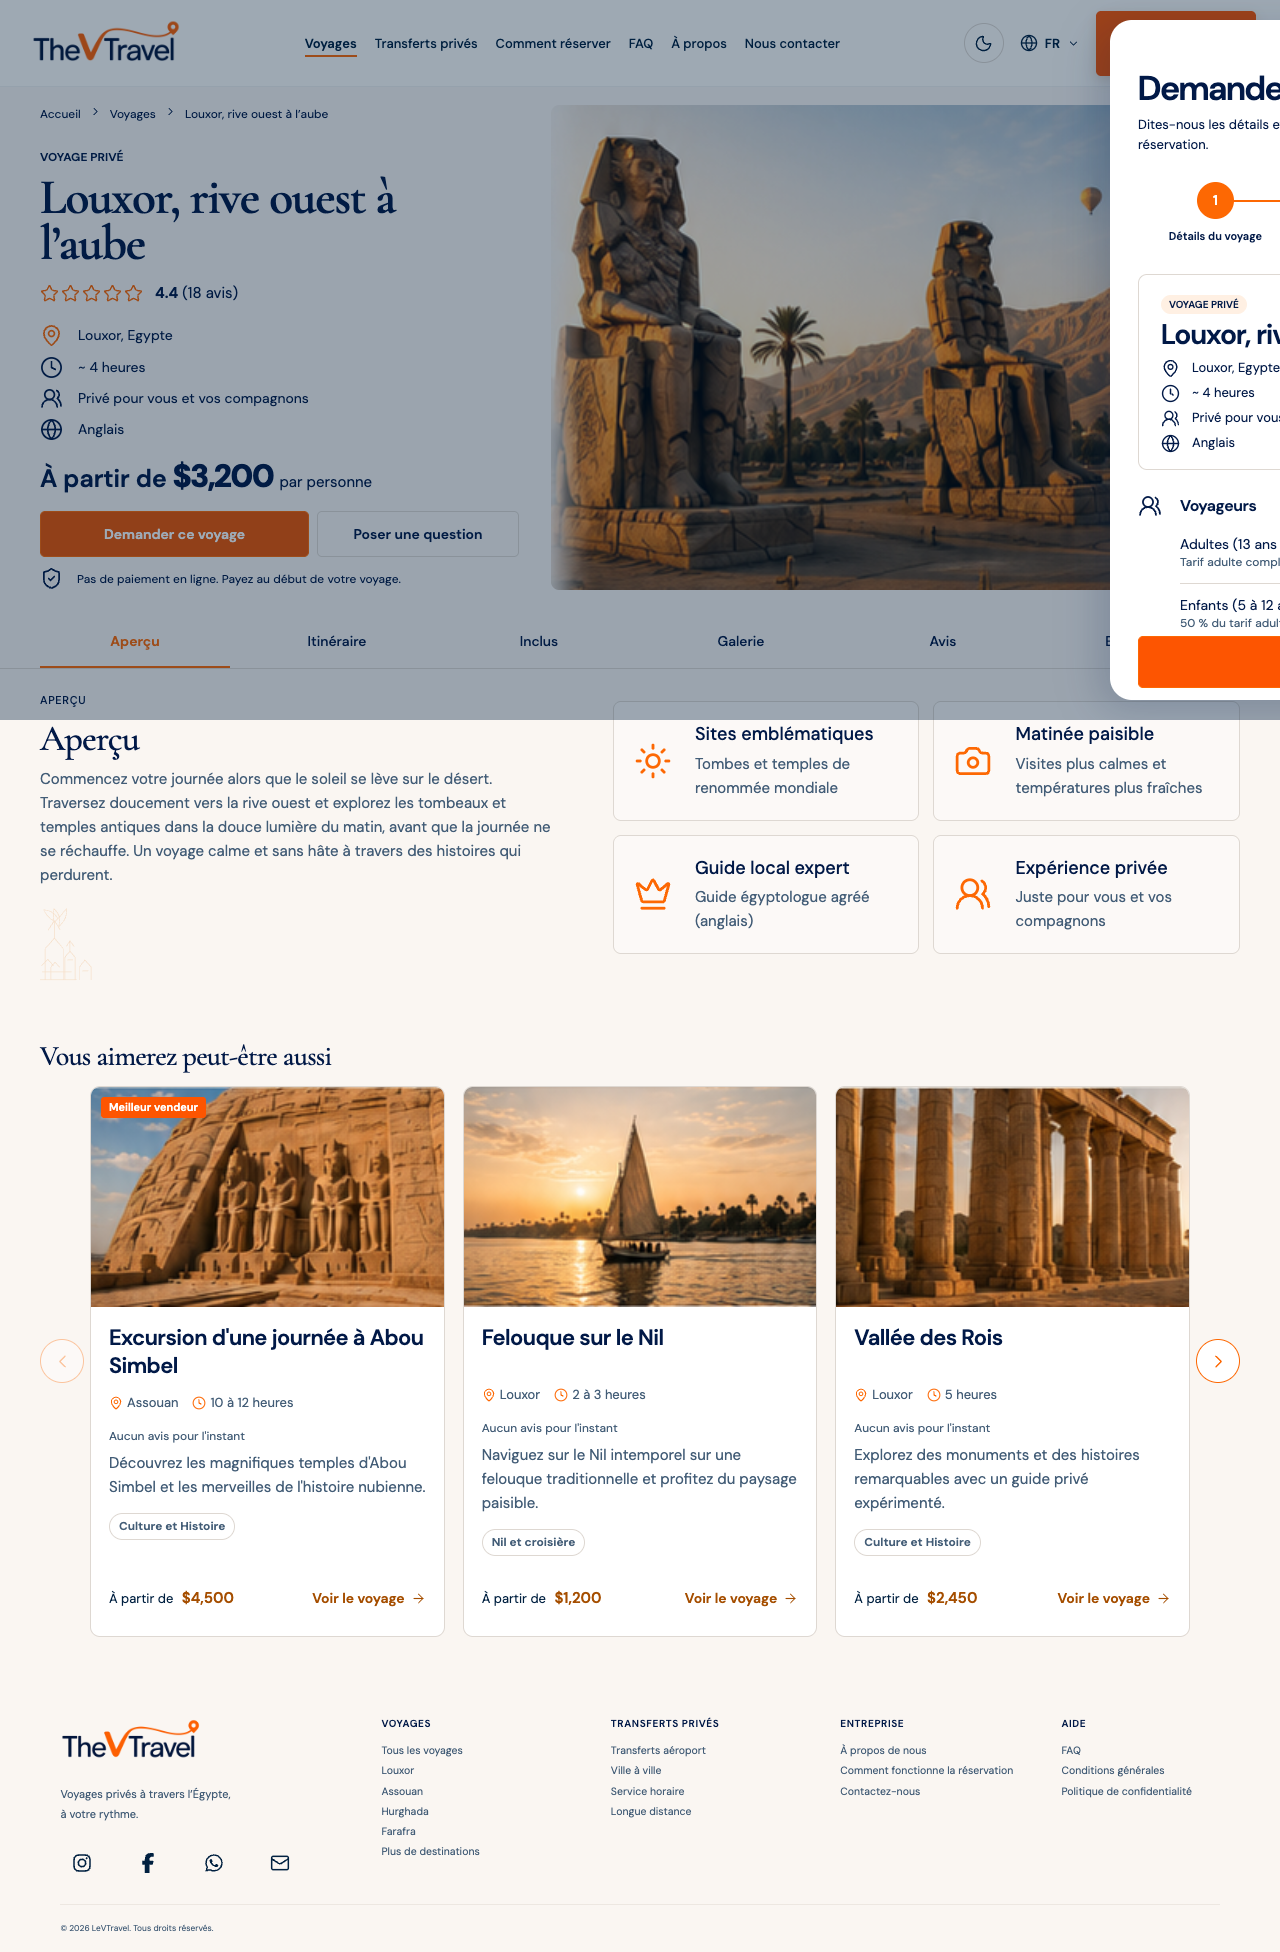 TheVTravel
Voyages
Transferts privés
Comment réserver
FAQ
À propos
Nous contacter
FR
Accueil > Voyages > Louxor, rive ouest à l’aube
VOYAGE PRIVÉ
Louxor, rive ouest à
l’aube
4.4 (18 avis)
Louxor, Egypte
~ 4 heures
Privé pour vous et vos compagnons
Anglais
À partir de $3,200 par personne
Demander ce voyage
Poser une question
Pas de paiement en ligne. Payez au début de votre voyage.
Demande
Dites-nous les détails e
réservation.
1
Détails du voyage
VOYAGE PRIVÉ
Louxor, riv
Louxor, Egypte
~ 4 heures
Privé pour vous
Anglais
Voyageurs
Adultes (13 ans
Tarif adulte compl
Enfants (5 à 12 a
50 % du tarif adul
Aperçu
Itinéraire
Inclus
Galerie
Avis
APERÇU
Aperçu
Commencez votre journée alors que le soleil se lève sur le désert.
Traversez doucement vers la rive ouest et explorez les tombeaux et
temples antiques dans la douce lumière du matin, avant que la journée ne
se réchauffe. Un voyage calme et sans hâte à travers des histoires qui
perdurent.
Sites emblématiques
Tombes et temples de
renommée mondiale
Matinée paisible
Visites plus calmes et
températures plus fraîches
Guide local expert
Guide égyptologue agréé
(anglais)
Expérience privée
Juste pour vous et vos
compagnons
Vous aimerez peut-être aussi
Meilleur vendeur
Excursion d'une journée à Abou
Simbel
Assouan
10 à 12 heures
Aucun avis pour l'instant
Découvrez les magnifiques temples d'Abou
Simbel et les merveilles de l'histoire nubienne.
Culture et Histoire
À partir de $4,500
Voir le voyage →
Felouque sur le Nil
Louxor
2 à 3 heures
Aucun avis pour l'instant
Naviguez sur le Nil intemporel sur une
felouque traditionnelle et profitez du paysage
paisible.
Nil et croisière
À partir de $1,200
Voir le voyage →
Vallée des Rois
Louxor
5 heures
Aucun avis pour l'instant
Explorez des monuments et des histoires
remarquables avec un guide privé
expérimenté.
Culture et Histoire
À partir de $2,450
Voir le voyage →
TheVTravel
Voyages privés à travers l’Égypte,
à votre rythme.
VOYAGES
Tous les voyages
Louxor
Assouan
Hurghada
Farafra
Plus de destinations
TRANSFERTS PRIVÉS
Transferts aéroport
Ville à ville
Service horaire
Longue distance
ENTREPRISE
À propos de nous
Comment fonctionne la réservation
Contactez-nous
AIDE
FAQ
Conditions générales
Politique de confidentialité
© 2026 LeVTravel. Tous droits réservés.